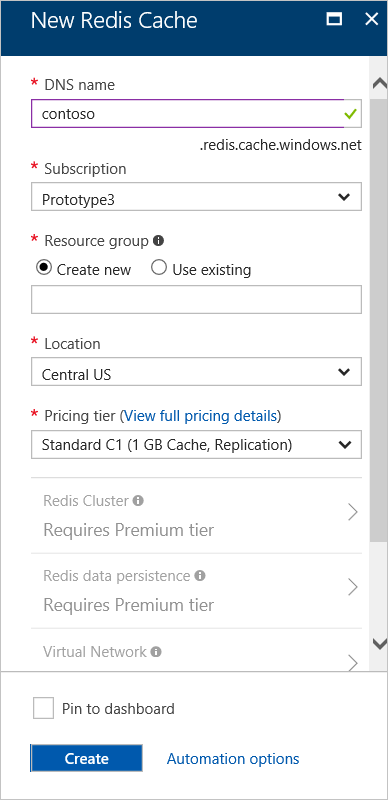 New Redis Cache
* DNS name
contoso
.redis.cache.windows.net
* Subscription
Prototype3
* Resource group
Create new Use existing
* Location
Central US
* Pricing tier (View full pricing details)
Standard C1 (1 GB Cache, Replication)
Redis Cluster
Requires Premium tier
Redis data persistence
Requires Premium tier
Virtual Network
Pin to dashboard
Create Automation options